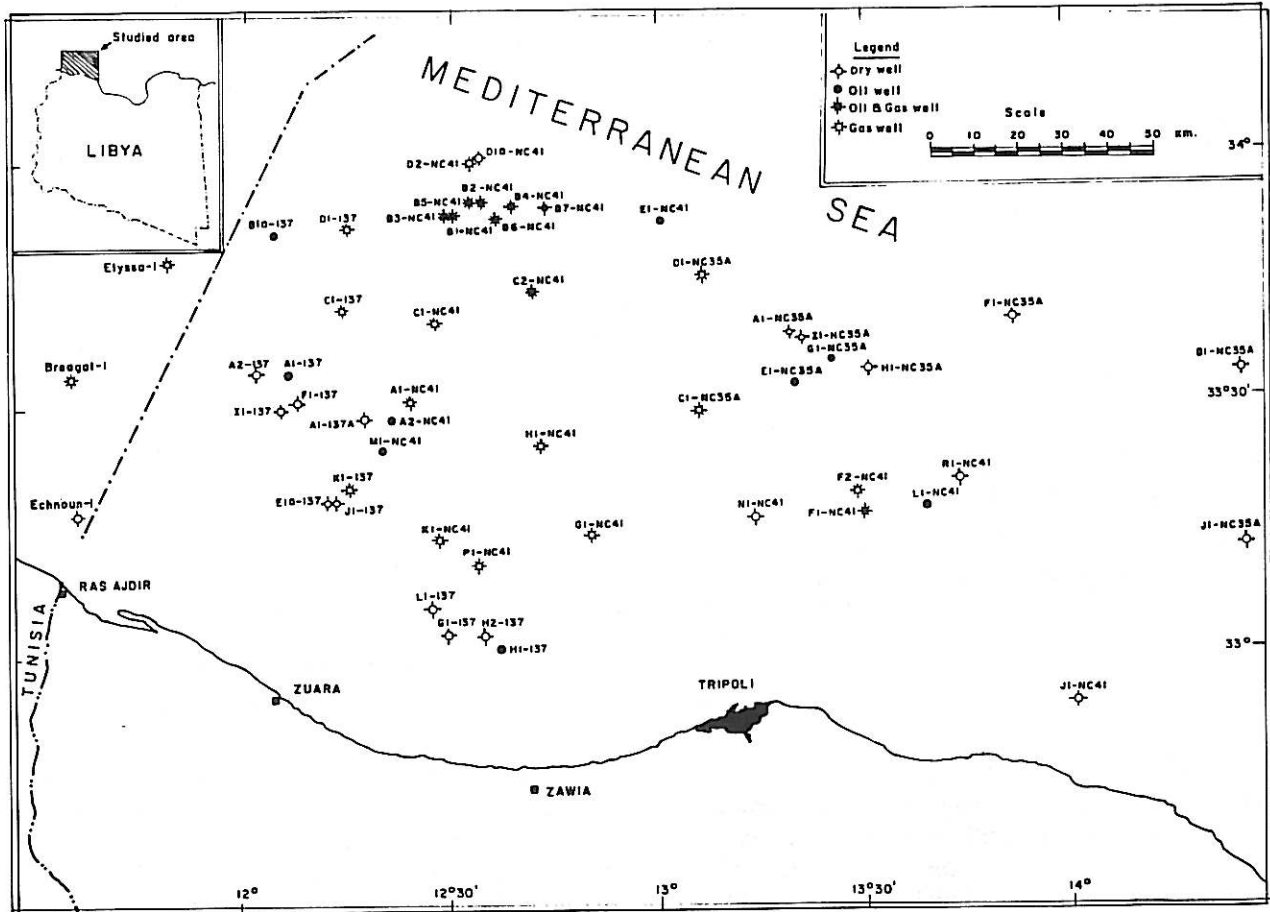 Studied area
LIBYA
MEDITERRANEAN
SEA
Legend
Dry well
Oil well
Oil & Gas well
Gas well
Scale
0 10 20 30 40 50 km.
34°
D2-NC41
D1a-NC41
B2-NC41
B5-NC41
B4-NC41
B3-NC41
B7-NC41
B1-NC41
B6-NC41
E1-NC41
B1a-137
D1-137
Elyssa-1
D1-NC35A
C2-NC41
C1-137
C1-NC41
F1-NC35A
A1-NC35A
Z1-NC35A
G1-NC35A
B1-NC35A
A2-137
A1-137
H1-NC35A
E1-NC35A
Breagat-1
33°30'
F1-137
I1-137
A1-NC41
C1-NC35A
A1-137A
A2-NC41
M1-NC41
H1-NC41
K1-137
F2-NC41
R1-NC41
E1a-137
J1-137
L1-NC41
F1-NC41
N1-NC41
Echnoun-1
K1-NC41
G1-NC41
J1-NC35A
P1-NC41
RAS AJDIR
L1-137
G1-137
H2-137
H1-137
33°
TUNISIA
ZUARA
TRIPOLI
J1-NC41
ZAWIA
12°
12°30'
13°
13°30'
14°